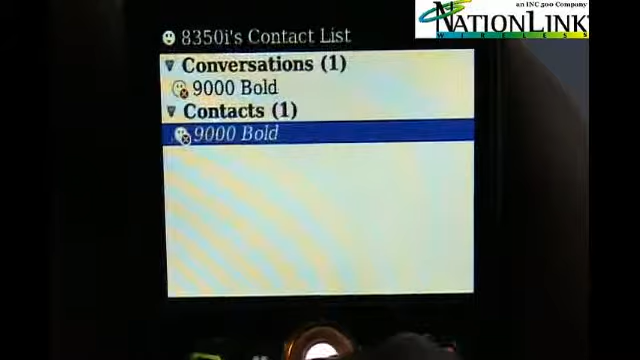 an INC 500 Company
NATIONLINK
WIRELESS
8350i's Contact List
Conversations (1)
9000 Bold
Contacts (1)
9000 Bold